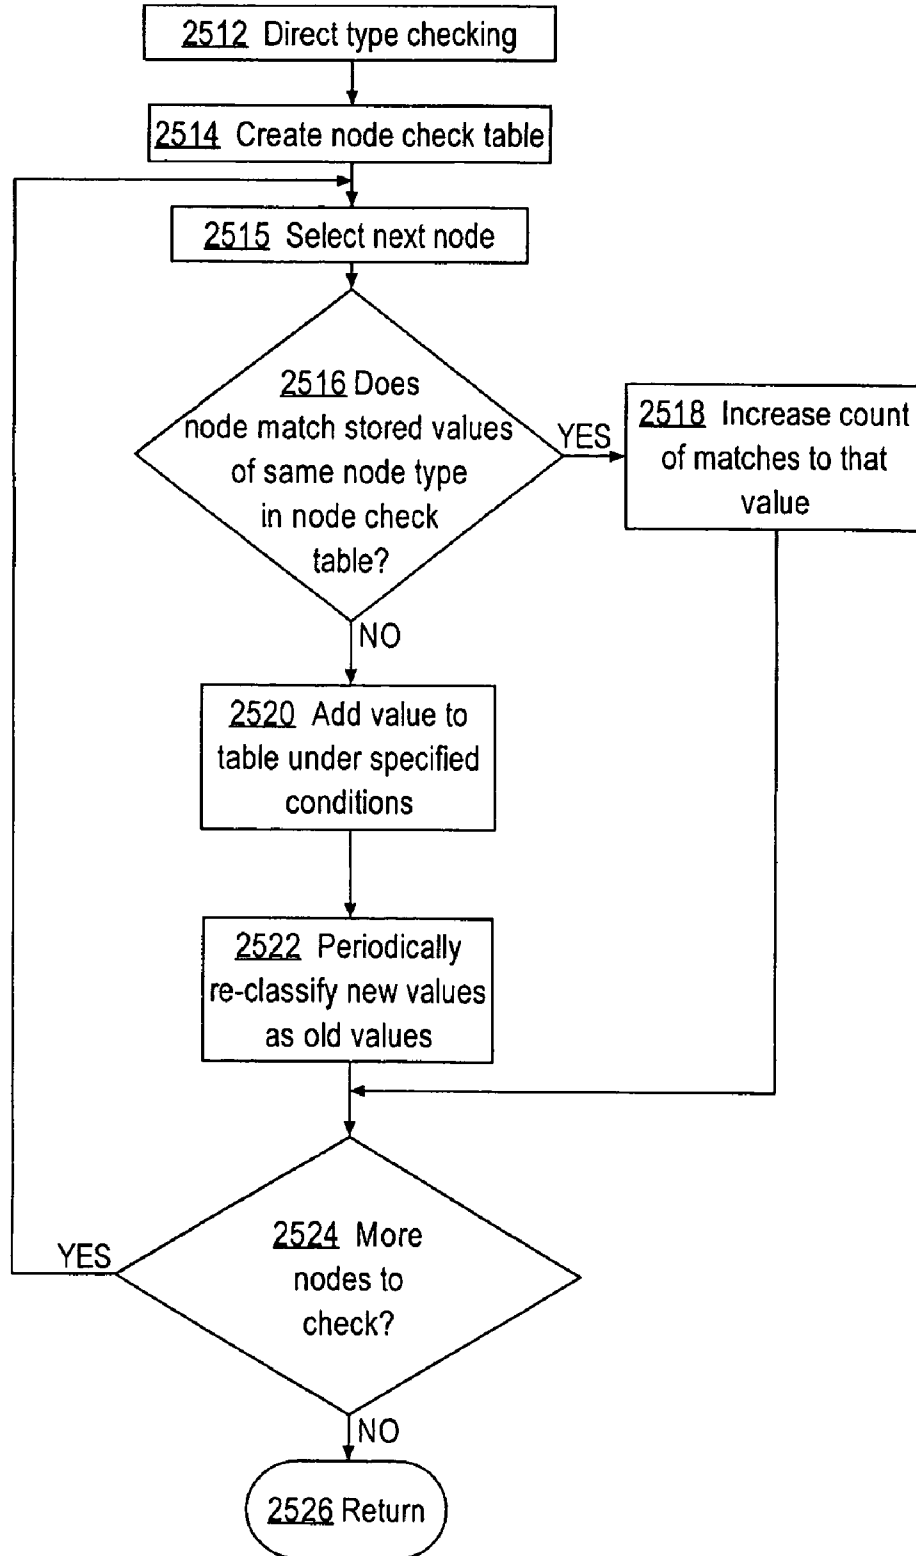 2512 Direct type checking
2514 Create node check table
2515 Select next node
2516 Does
node match stored values
of same node type
in node check
table?
YES
2518 Increase count
of matches to that
value
NO
2520 Add value to
table under specified
conditions
2522 Periodically
re-classify new values
as old values
2524 More
nodes to
check?
YES
NO
2526 Return